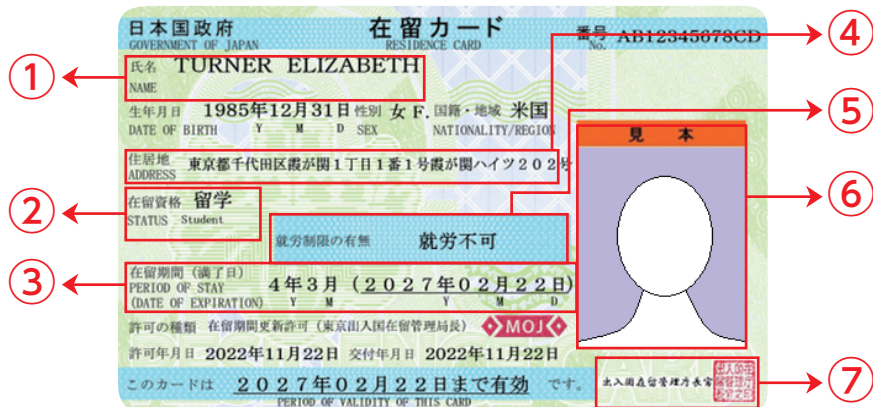 日本国政府 在留カード 番号 AB12345678CD
GOVERNMENT OF JAPAN RESIDENCE CARD No.
④
① 氏名 TURNER ELIZABETH
NAME
生年月日 1985年12月31日 性別 女 F. 国籍・地域 米国
DATE OF BIRTH Y M D SEX NATIONALITY/REGION
⑤
見本
住居地 東京都千代田区霞が関1丁目1番1号霞が関ハイツ202号
ADDRESS
② 在留資格 留学
STATUS Student
⑥
就労制限の有無 就労不可
③ 在留期間(満了日)
PERIOD OF STAY 4年3月(2027年02月22日)
(DATE OF EXPIRATION) Y M Y M D
許可の種類 在留期間更新許可(東京出入国在留管理局長) MOJ
許可年月日 2022年11月22日 交付年月日 2022年11月22日
このカードは 2027年02月22日まで有効 です。
PERIOD OF VALIDITY OF THIS CARD
出入国在留管理庁長官 ⑦